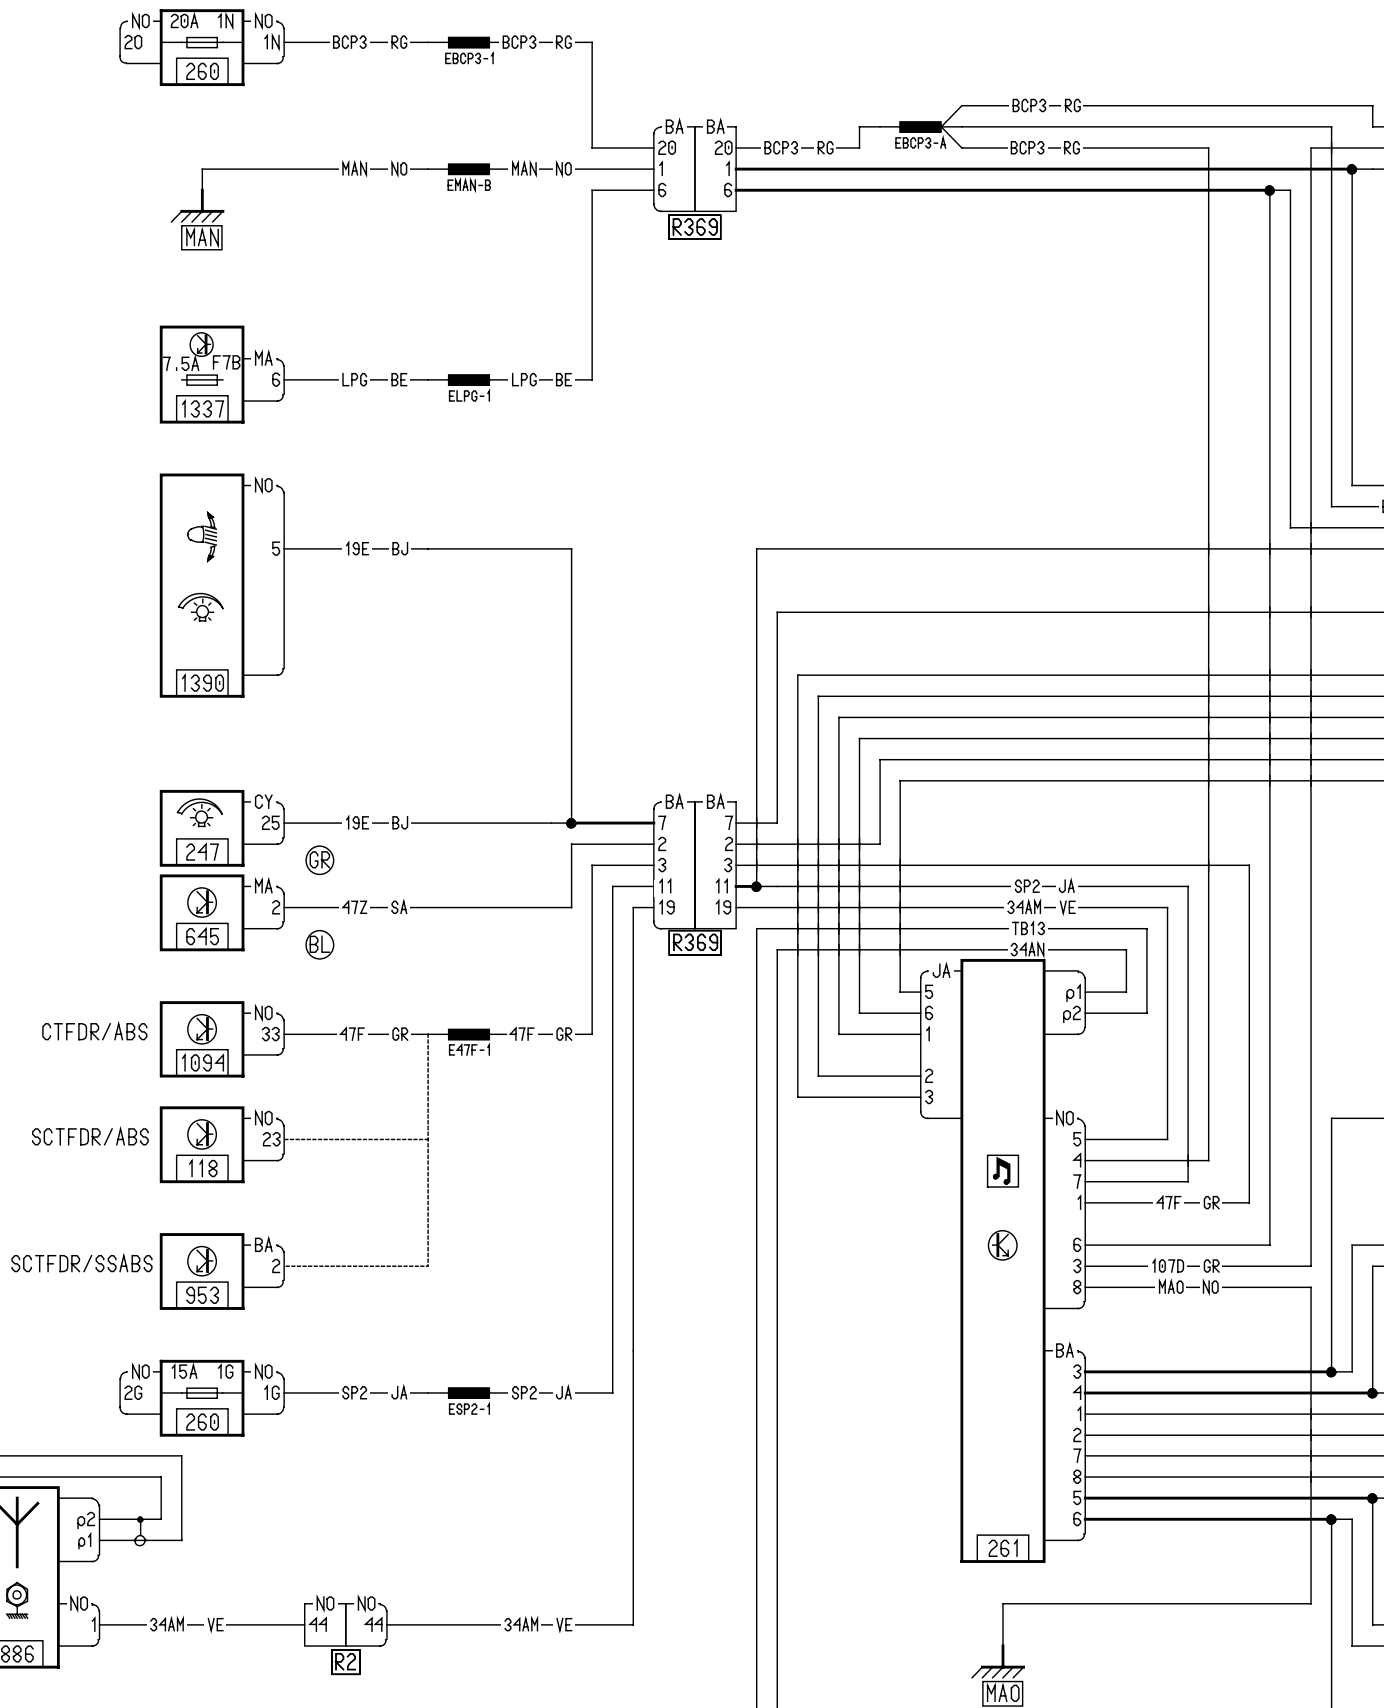 NO 20A 1N NO
20 1N BCP3 RG BCP3 RG
EBCP3-1
260
BCP3 RG
BA BA
20 20 BCP3 RG EBCP3-A BCP3 RG
MAN NO MAN NO 1 1
EMAN-B 6 6
MAN
R369
7.5A F7B MA
6 LPG BE LPG BE
ELPG-1
1337
NO
5 19E BJ
1390
CY BA BA
25 19E BJ 7 7
247 GR 2 2
3 3
MA 11 11 SP2 JA
2 47Z SA 19 19 34AM VE
645 BL R369 TB13
34AN
JA
5 p1
6 p2
CTFDR/ABS NO
33 47F GR 47F GR 1
E47F-1
1094
2
3
SCTFDR/ABS NO NO
23 5
118 4
7
1 47F GR
SCTFDR/SSABS BA 6
2 3 107D GR
953 8 MAO NO
NO 15A 1G NO BA
2G 1G SP2 JA SP2 JA 3
ESP2-1 4
260 1
2
7
8
5
p2 6
p1
261
NO NO NO
1 34AM VE 44 44 34AM VE
886 R2
MAO